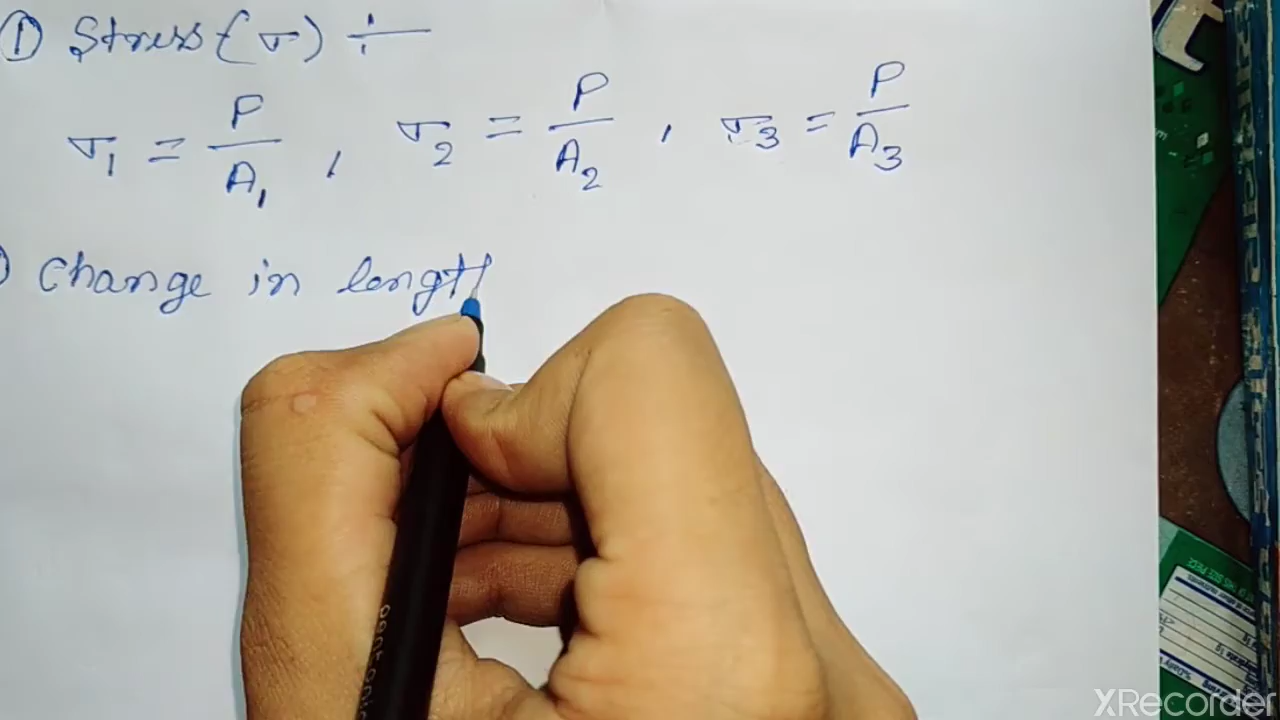 ① Stress (σ) ÷
σ₁ = P/A₁ , σ₂ = P/A₂ , σ₃ = P/A₃
) Change in length
XRecorder